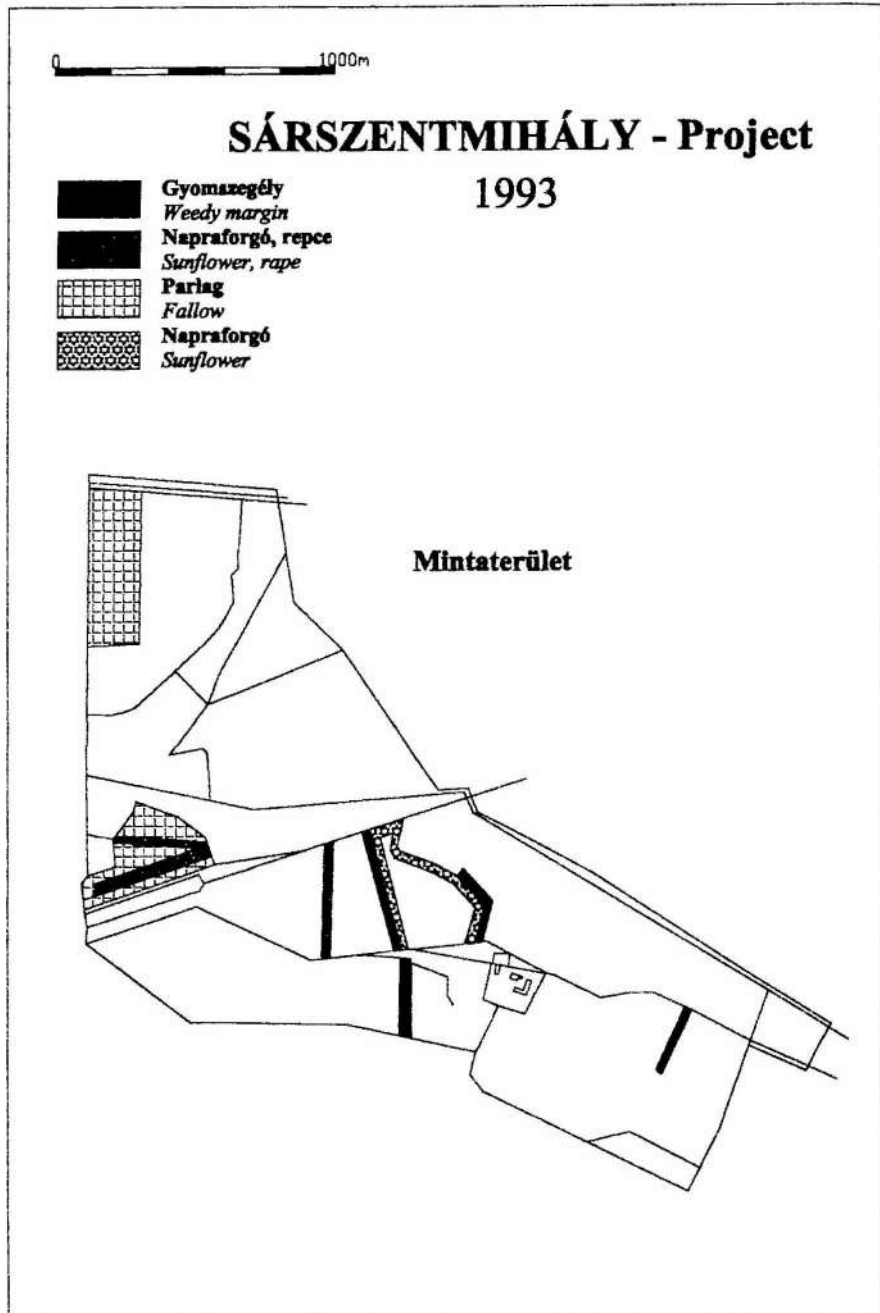 0 1000m
SÁRSZENTMIHÁLY - Project
1993
Gyomszegély
Weedy margin
Napraforgó, repce
Sunflower, rape
Parlag
Fallow
Napraforgó
Sunflower
Mintaterület